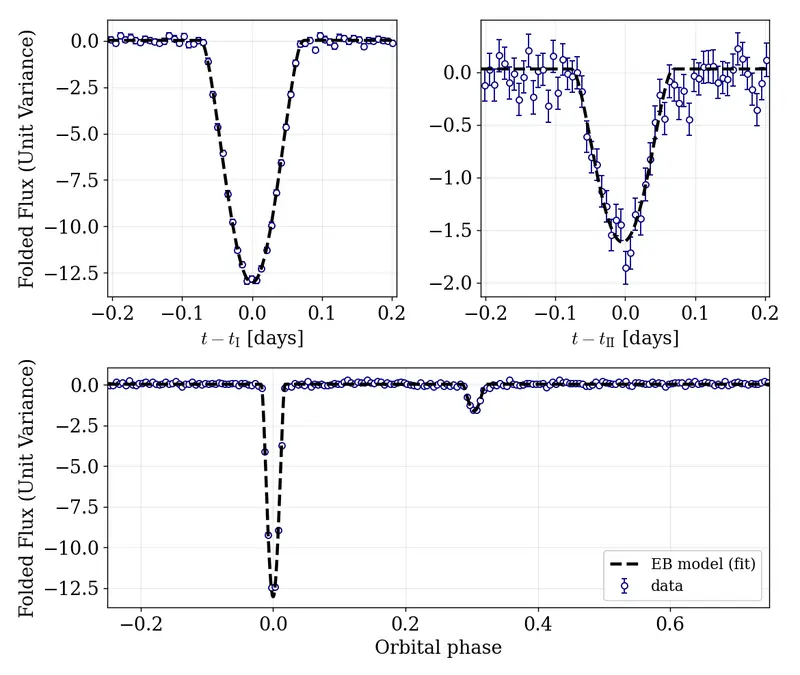 Folded Flux (Unit Variance)
0.0
−2.5
−5.0
−7.5
−10.0
−12.5
−0.2 −0.1 0.0 0.1 0.2
t − t_I [days]
0.0
−0.5
−1.0
−1.5
−2.0
−0.2 −0.1 0.0 0.1 0.2
t − t_II [days]
Folded Flux (Unit Variance)
0.0
−2.5
−5.0
−7.5
−10.0
−12.5
EB model (fit)
data
−0.2 0.0 0.2 0.4 0.6
Orbital phase